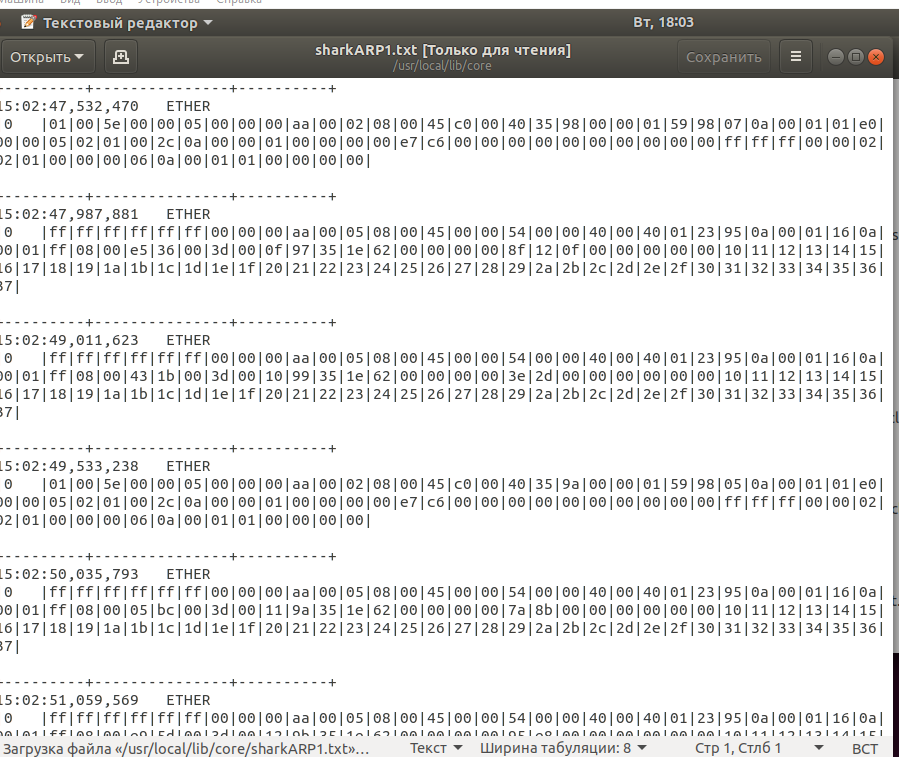 Машина Вид Ввод Устройства Справка
Текстовый редактор Вт, 18:03
Открыть sharkARP1.txt [Только для чтения] Сохранить
/usr/local/lib/core
----------+---------------+----------+
15:02:47,532,470 ETHER
0 |01|00|5e|00|00|05|00|00|00|aa|00|02|08|00|45|c0|00|40|35|98|00|00|01|59|98|07|0a|00|01|01|e0|
00|00|05|02|01|00|2c|0a|00|00|01|00|00|00|00|e7|c6|00|00|00|00|00|00|00|00|00|00|ff|ff|ff|00|00|02|
02|01|00|00|00|06|0a|00|01|01|00|00|00|00|
----------+---------------+----------+
15:02:47,987,881 ETHER
0 |ff|ff|ff|ff|ff|ff|00|00|00|aa|00|05|08|00|45|00|00|54|00|00|40|00|40|01|23|95|0a|00|01|16|0a|
00|01|ff|08|00|e5|36|00|3d|00|0f|97|35|1e|62|00|00|00|00|8f|12|0f|00|00|00|00|00|10|11|12|13|14|15|
16|17|18|19|1a|1b|1c|1d|1e|1f|20|21|22|23|24|25|26|27|28|29|2a|2b|2c|2d|2e|2f|30|31|32|33|34|35|36|
37|
----------+---------------+----------+
15:02:49,011,623 ETHER
0 |ff|ff|ff|ff|ff|ff|00|00|00|aa|00|05|08|00|45|00|00|54|00|00|40|00|40|01|23|95|0a|00|01|16|0a|
00|01|ff|08|00|43|1b|00|3d|00|10|99|35|1e|62|00|00|00|00|3e|2d|00|00|00|00|00|00|10|11|12|13|14|15|
16|17|18|19|1a|1b|1c|1d|1e|1f|20|21|22|23|24|25|26|27|28|29|2a|2b|2c|2d|2e|2f|30|31|32|33|34|35|36|
37|
----------+---------------+----------+
15:02:49,533,238 ETHER
0 |01|00|5e|00|00|05|00|00|00|aa|00|02|08|00|45|c0|00|40|35|9a|00|00|01|59|98|05|0a|00|01|01|e0|
00|00|05|02|01|00|2c|0a|00|00|01|00|00|00|00|e7|c6|00|00|00|00|00|00|00|00|00|00|ff|ff|ff|00|00|02|
02|01|00|00|00|06|0a|00|01|01|00|00|00|00|
----------+---------------+----------+
15:02:50,035,793 ETHER
0 |ff|ff|ff|ff|ff|ff|00|00|00|aa|00|05|08|00|45|00|00|54|00|00|40|00|40|01|23|95|0a|00|01|16|0a|
00|01|ff|08|00|05|bc|00|3d|00|11|9a|35|1e|62|00|00|00|00|7a|8b|00|00|00|00|00|00|10|11|12|13|14|15|
16|17|18|19|1a|1b|1c|1d|1e|1f|20|21|22|23|24|25|26|27|28|29|2a|2b|2c|2d|2e|2f|30|31|32|33|34|35|36|
37|
----------+---------------+----------+
15:02:51,059,569 ETHER
0 |ff|ff|ff|ff|ff|ff|00|00|00|aa|00|05|08|00|45|00|00|54|00|00|40|00|40|01|23|95|0a|00|01|16|0a|
00|01|ff|08|00|e9|5d|00|3d|00|12|9b|35|1e|62|00|00|00|00|95|e8|00|00|00|00|00|00|10|11|12|13|14|15|
Загрузка файла «/usr/local/lib/core/sharkARP1.txt»… Текст Ширина табуляции: 8 Стр 1, Стлб 1 ВСТ